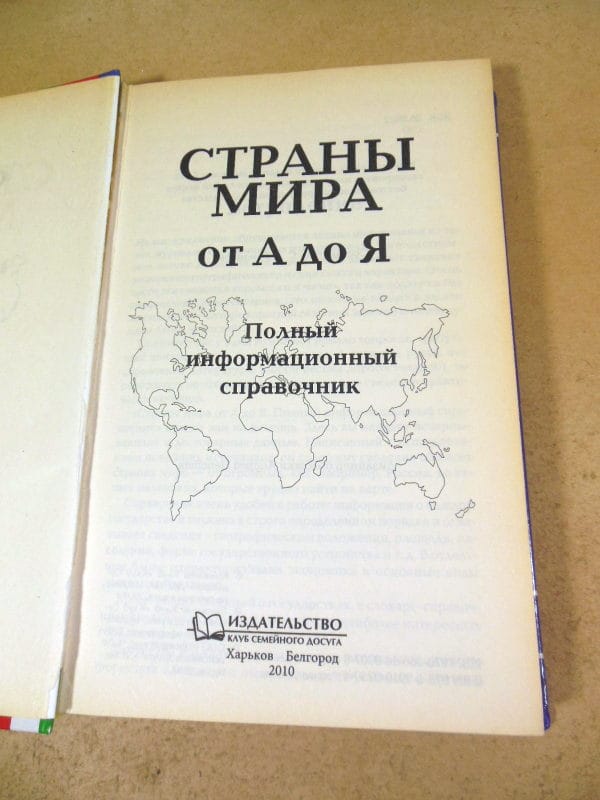 СТРАНЫ
МИРА
от А до Я
Полный
информационный
справочник
ИЗДАТЕЛЬСТВО
КЛУБ СЕМЕЙНОГО ДОСУГА
Харьков Белгород
2010